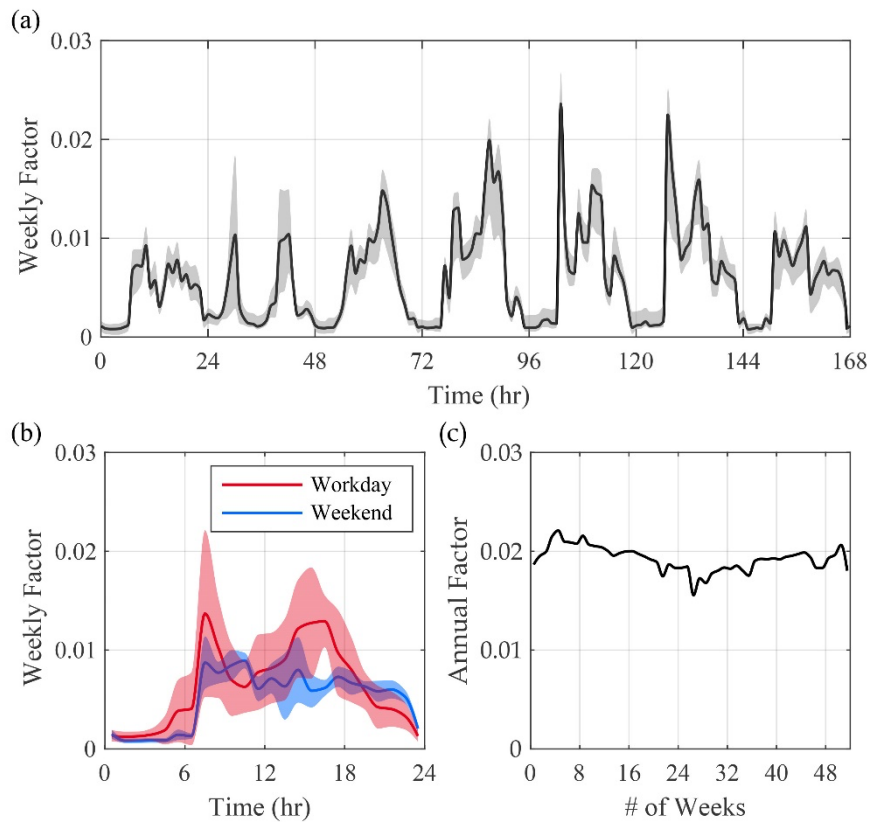 (a)
0.03
0.02
0.01
0
Weekly Factor
0 24 48 72 96 120 144 168
Time (hr)
(b)
0.03
0.02
0.01
0
Weekly Factor
Workday
Weekend
0 6 12 18 24
Time (hr)
(c)
0.03
0.02
0.01
0
Annual Factor
0 8 16 24 32 40 48
# of Weeks